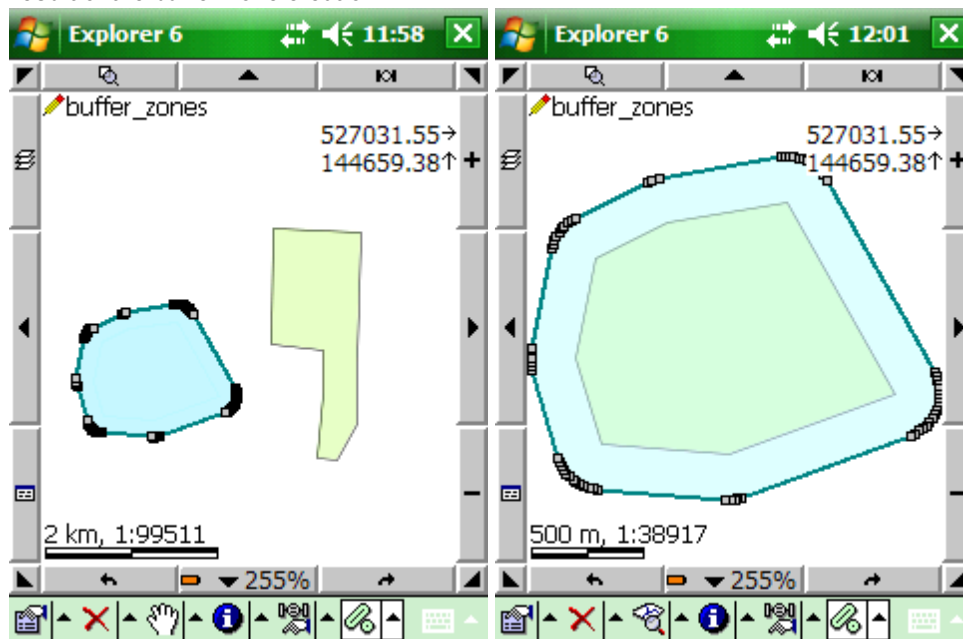 Explorer 6 11:58
buffer_zones
527031.55→
144659.38↑
2 km, 1:99511
255%
Explorer 6 12:01
buffer_zones
527031.55→
144659.38↑
500 m, 1:38917
255%